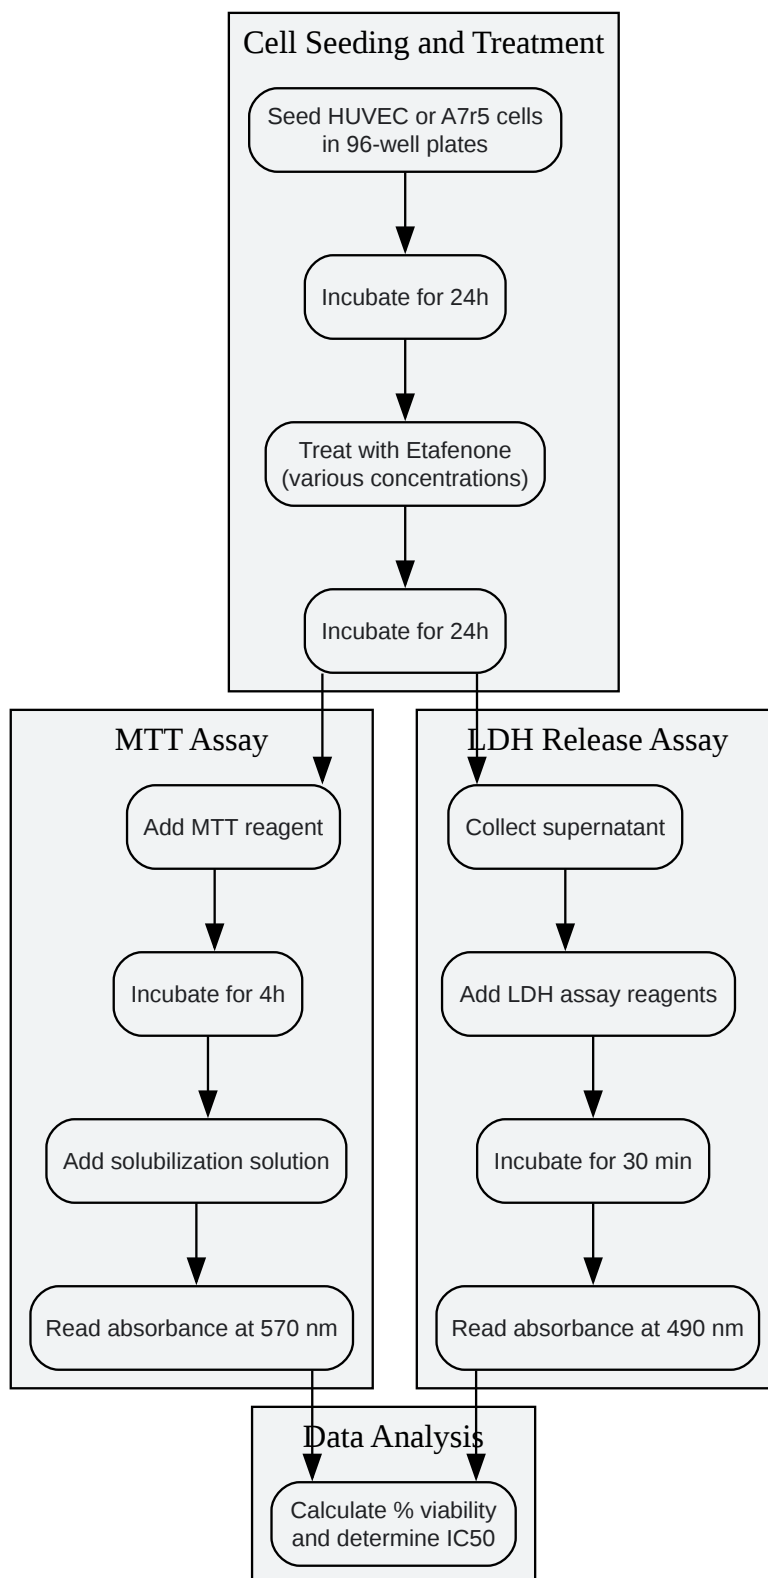 Cell Seeding and Treatment
Seed HUVEC or A7r5 cells
in 96-well plates
Incubate for 24h
Treat with Etafenone
(various concentrations)
Incubate for 24h
MTT Assay
Add MTT reagent
Incubate for 4h
Add solubilization solution
Read absorbance at 570 nm
LDH Release Assay
Collect supernatant
Add LDH assay reagents
Incubate for 30 min
Read absorbance at 490 nm
Data Analysis
Calculate % viability
and determine IC50